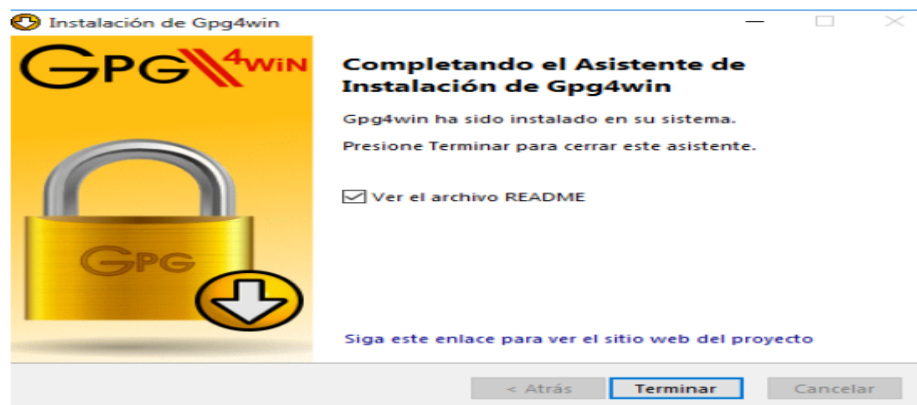 Instalación de Gpg4win
GPG4WIN
Completando el Asistente de
Instalación de Gpg4win
Gpg4win ha sido instalado en su sistema.
Presione Terminar para cerrar este asistente.
Ver el archivo README
GPG
Siga este enlace para ver el sitio web del proyecto
< Atrás
Terminar
Cancelar